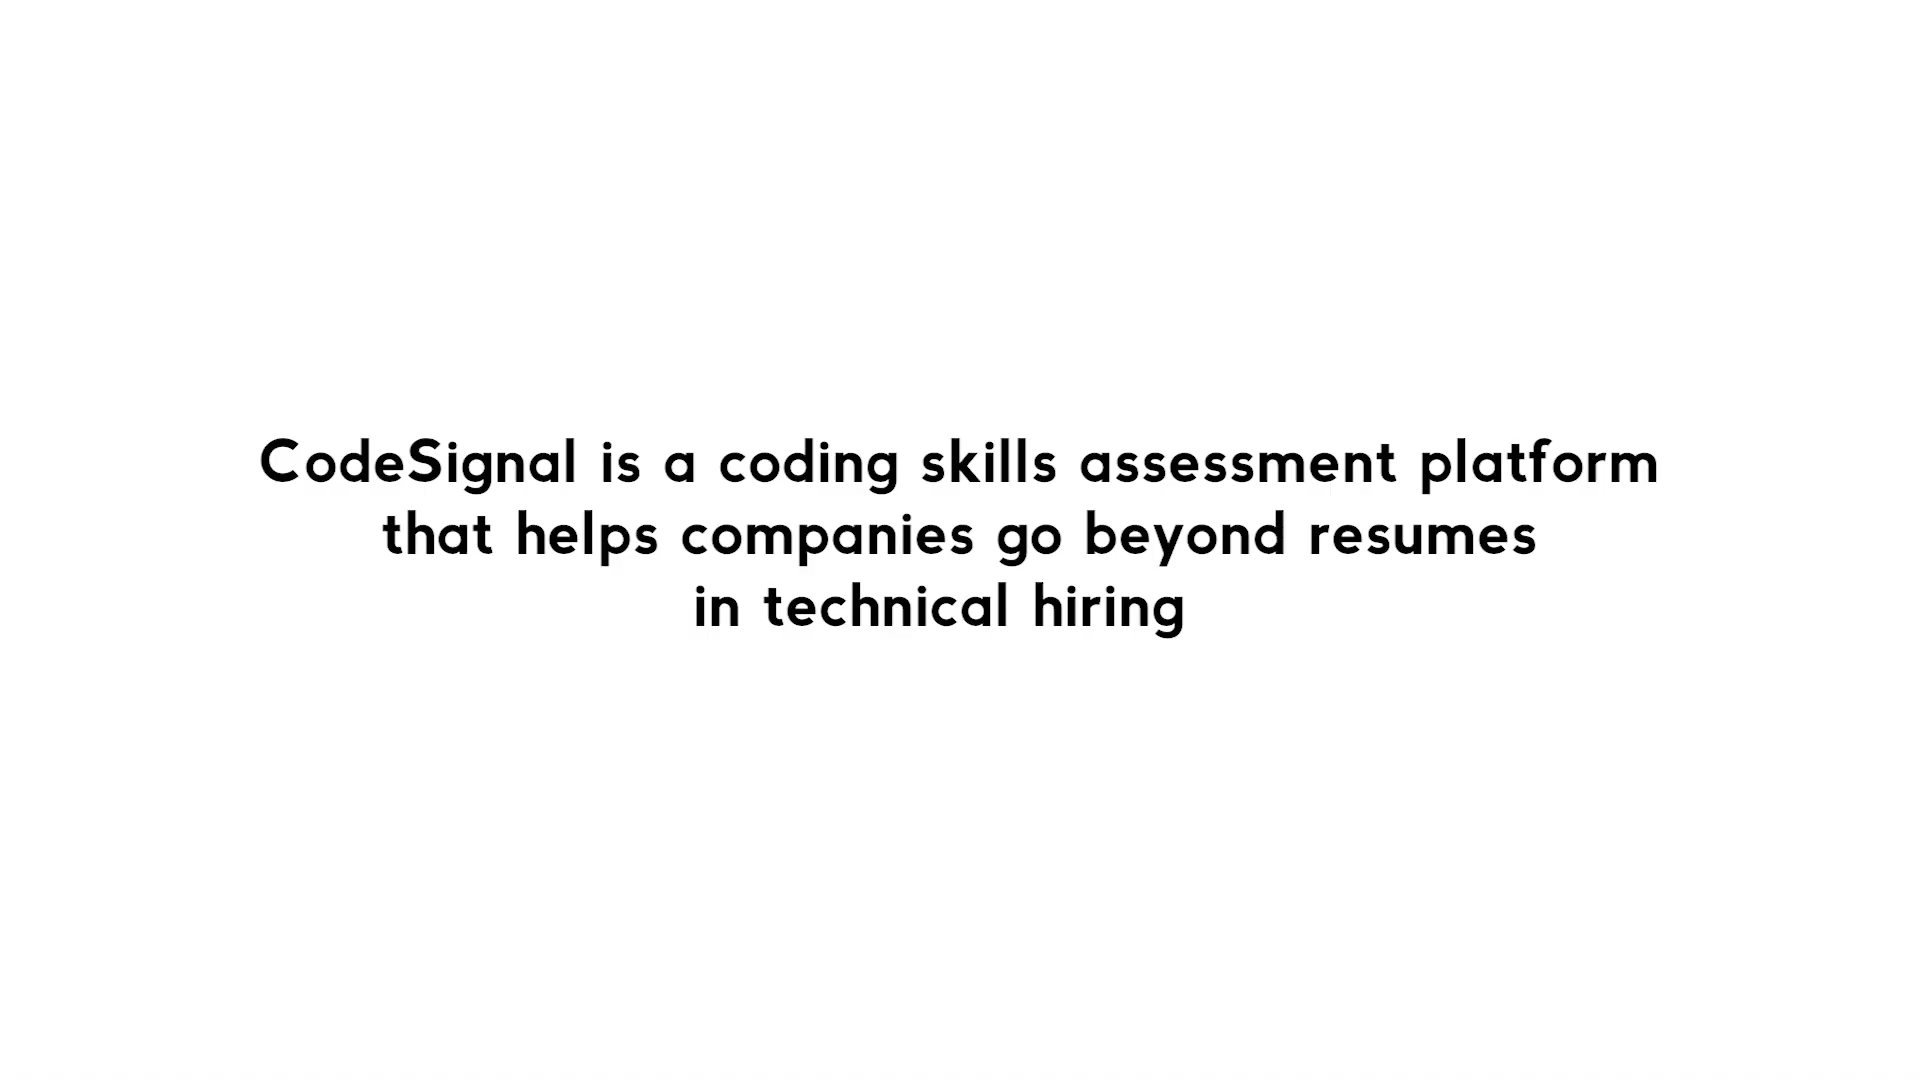 CodeSignal is a coding skills assessment platform
that helps companies go beyond resumes
in technical hiring